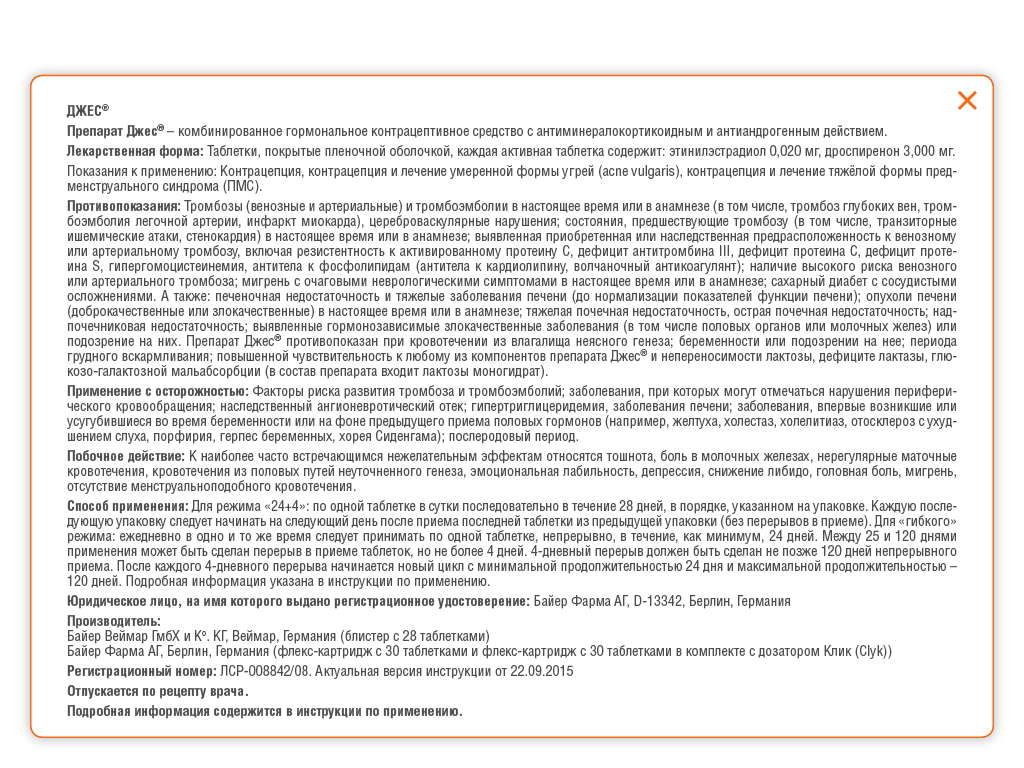 ДЖЕС®
Препарат Джес® – комбинированное гормональное контрацептивное средство с антиминералокортикоидным и антиандрогенным действием.
Лекарственная форма: Таблетки, покрытые пленочной оболочкой, каждая активная таблетка содержит: этинилэстрадиол 0,020 мг, дроспиренон 3,000 мг.
Показания к применению: Контрацепция, контрацепция и лечение умеренной формы угрей (acne vulgaris), контрацепция и лечение тяжёлой формы пред-
менструального синдрома (ПМС).
Противопоказания: Тромбозы (венозные и артериальные) и тромбоэмболии в настоящее время или в анамнезе (в том числе, тромбоз глубоких вен, тром-
боэмболия легочной артерии, инфаркт миокарда), цереброваскулярные нарушения; состояния, предшествующие тромбозу (в том числе, транзиторные
ишемические атаки, стенокардия) в настоящее время или в анамнезе; выявленная приобретенная или наследственная предрасположенность к венозному
или артериальному тромбозу, включая резистентность к активированному протеину С, дефицит антитромбина III, дефицит протеина С, дефицит проте-
ина S, гипергомоцистеинемия, антитела к фосфолипидам (антитела к кардиолипину, волчаночный антикоагулянт); наличие высокого риска венозного
или артериального тромбоза; мигрень с очаговыми неврологическими симптомами в настоящее время или в анамнезе; сахарный диабет с сосудистыми
осложнениями. А также: печеночная недостаточность и тяжелые заболевания печени (до нормализации показателей функции печени); опухоли печени
(доброкачественные или злокачественные) в настоящее время или в анамнезе; тяжелая почечная недостаточность, острая почечная недостаточность; над-
почечниковая недостаточность; выявленные гормонозависимые злокачественные заболевания (в том числе половых органов или молочных желез) или
подозрение на них. Препарат Джес® противопоказан при кровотечении из влагалища неясного генеза; беременности или подозрении на нее; периода
грудного вскармливания; повышенной чувствительность к любому из компонентов препарата Джес® и непереносимости лактозы, дефиците лактазы, глю-
козо-галактозной мальабсорбции (в состав препарата входит лактозы моногидрат).
Применение с осторожностью: Факторы риска развития тромбоза и тромбоэмболий; заболевания, при которых могут отмечаться нарушения перифери-
ческого кровообращения; наследственный ангионевротический отек; гипертриглицеридемия, заболевания печени; заболевания, впервые возникшие или
усугубившиеся во время беременности или на фоне предыдущего приема половых гормонов (например, желтуха, холестаз, холелитиаз, отосклероз с ухуд-
шением слуха, порфирия, герпес беременных, хорея Сиденгама); послеродовый период.
Побочное действие: К наиболее часто встречающимся нежелательным эффектам относятся тошнота, боль в молочных железах, нерегулярные маточные
кровотечения, кровотечения из половых путей неуточненного генеза, эмоциональная лабильность, депрессия, снижение либидо, головная боль, мигрень,
отсутствие менструальноподобного кровотечения.
Способ применения: Для режима «24+4»: по одной таблетке в сутки последовательно в течение 28 дней, в порядке, указанном на упаковке. Каждую после-
дующую упаковку следует начинать на следующий день после приема последней таблетки из предыдущей упаковки (без перерывов в приеме). Для «гибкого»
режима: ежедневно в одно и то же время следует принимать по одной таблетке, непрерывно, в течение, как минимум, 24 дней. Между 25 и 120 днями
применения может быть сделан перерыв в приеме таблеток, но не более 4 дней. 4-дневный перерыв должен быть сделан не позже 120 дней непрерывного
приема. После каждого 4-дневного перерыва начинается новый цикл с минимальной продолжительностью 24 дня и максимальной продолжительностью –
120 дней. Подробная информация указана в инструкции по применению.
Юридическое лицо, на имя которого выдано регистрационное удостоверение: Байер Фарма АГ, D-13342, Берлин, Германия
Производитель:
Байер Веймар ГмбХ и Кº. КГ, Веймар, Германия (блистер с 28 таблетками)
Байер Фарма АГ, Берлин, Германия (флекс-картридж с 30 таблетками и флекс-картридж с 30 таблетками в комплекте с дозатором Клик (Clyk))
Регистрационный номер: ЛСР-008842/08. Актуальная версия инструкции от 22.09.2015
Отпускается по рецепту врача.
Подробная информация содержится в инструкции по применению.